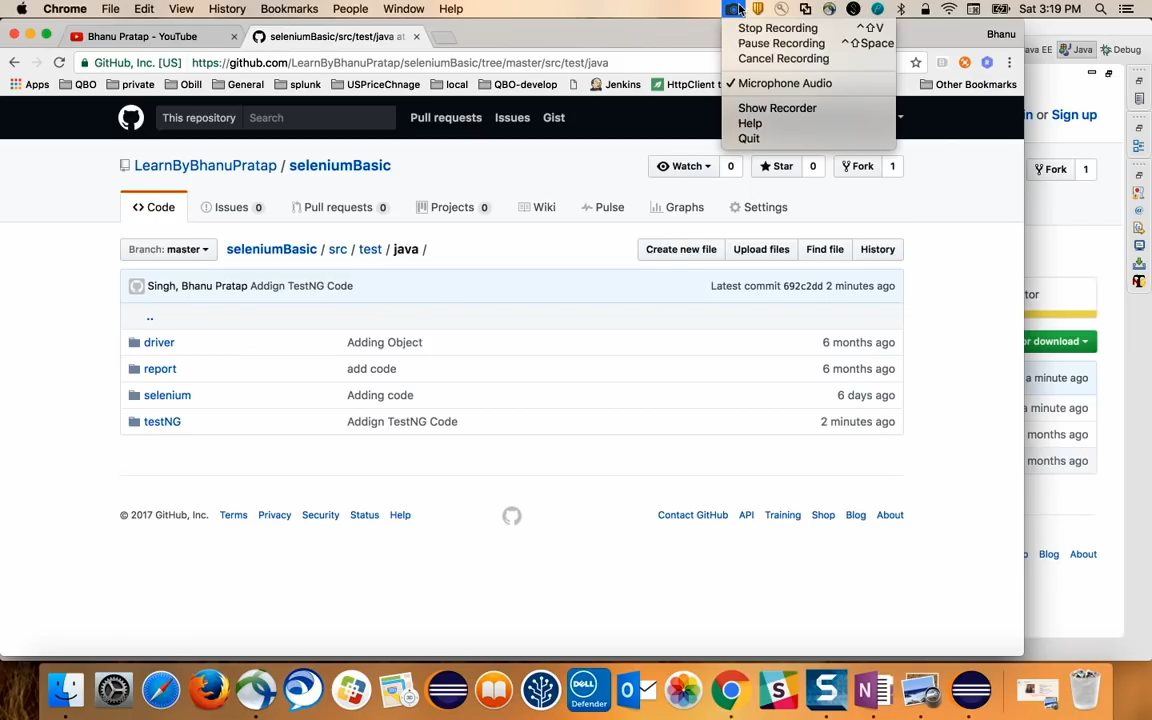 Chrome File Edit View History Bookmarks People Window Help Sat 3:19 PM
Stop Recording ⇧V
Pause Recording ^⇧Space
Cancel Recording
✓ Microphone Audio
Show Recorder
Help
Quit
Bhanu Pratap - YouTube
seleniumBasic/src/test/java at
Bhanu
Java EE Java Debug
GitHub, Inc. [US] https://github.com/LearnByBhanuPratap/seleniumBasic/tree/master/src/test/java
Apps QBO private Obill General splunk USPriceChnage local QBO-develop Jenkins HttpClient t Other Bookmarks
This repository Search Pull requests Issues Gist
in or Sign up
LearnByBhanuPratap / seleniumBasic
Watch 0 Star 0 Fork 1
Fork 1
Code Issues 0 Pull requests 0 Projects 0 Wiki Pulse Graphs Settings
Branch: master seleniumBasic / src / test / java /
Create new file Upload files Find file History
Singh, Bhanu Pratap Addign TestNG Code Latest commit 692c2dd 2 minutes ago
..
driver Adding Object 6 months ago
report add code 6 months ago
selenium Adding code 6 days ago
testNG Addign TestNG Code 2 minutes ago
tor
or download
a minute ago
a minute ago
months ago
months ago
© 2017 GitHub, Inc. Terms Privacy Security Status Help
Contact GitHub API Training Shop Blog About
Blog About
DELL
Defender